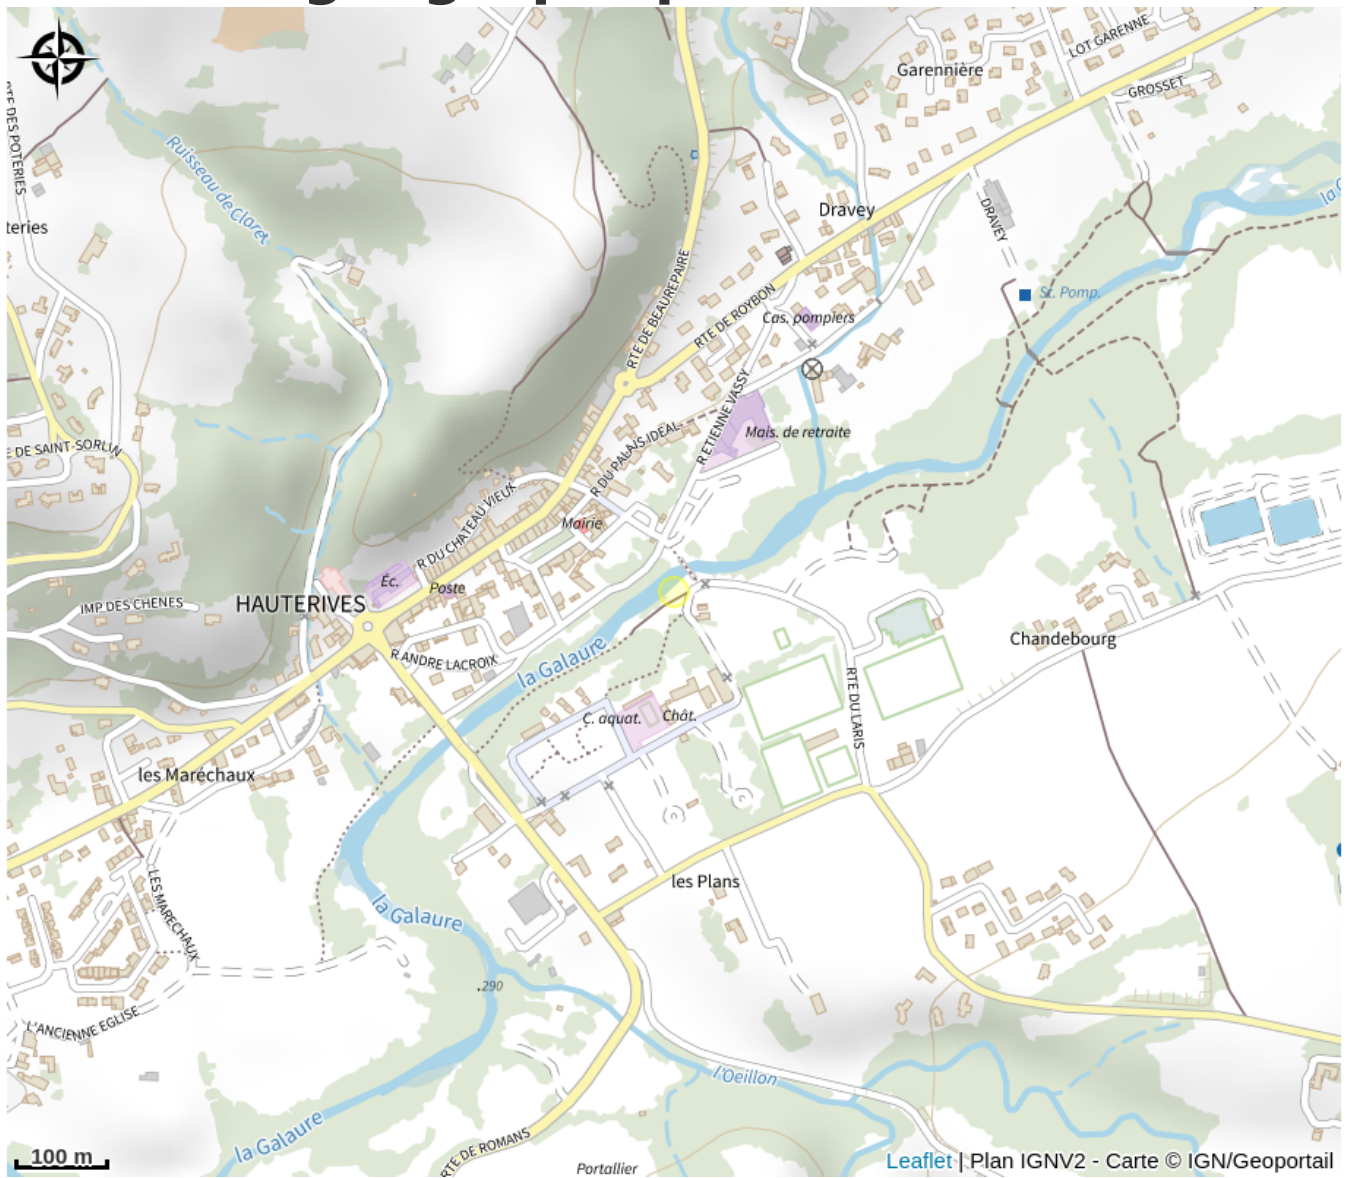 LOT GARENNE
Garennière
GROSSET
RTE DES POTERIES
Ruisseau de Claret
teries
Dravey
DRAVEY
la G
RTE DE BEAUREPAIRE
St. Pomp.
RTE DE ROYBON
Cas. pompiers
R ETIENNE VASSY
Mais. de retraite
R DU PALAIS IDEAL
E DE SAINT-SORLIN
R DU CHATEAU VIEUX
Mairie
Éc.
Poste
IMP DES CHENES
HAUTERIVES
Chandebourg
R ANDRE LACROIX
la Galaure
RTE DU LARIS
C. aquat.
Chât.
les Maréchaux
les Plans
LES MARECHAUX
la Galaure
.290
L'ANCIENNE EGLISE
l'Oeillon
la Galaure
RTE DE ROMANS
Portallier
100 m
Leaflet | Plan IGNV2 - Carte © IGN/Geoportail